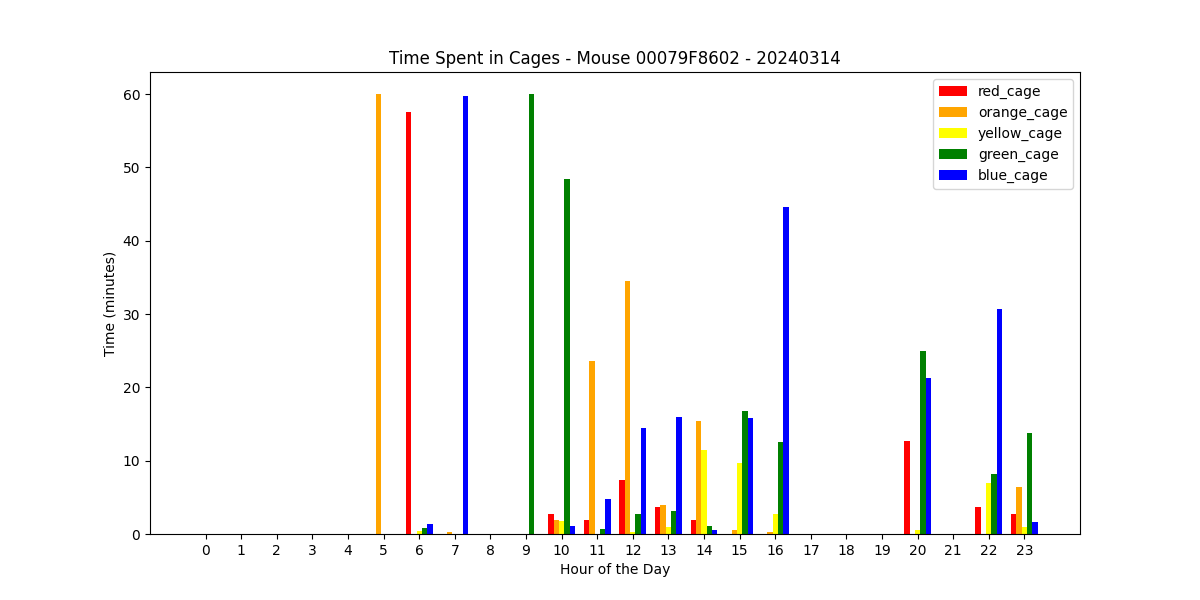 Time Spent in Cages - Mouse 00079F8602 - 20240314
red_cage
orange_cage
yellow_cage
green_cage
blue_cage
Time (minutes)
60
50
40
30
20
10
0
0 1 2 3 4 5 6 7 8 9 10 11 12 13 14 15 16 17 18 19 20 21 22 23
Hour of the Day